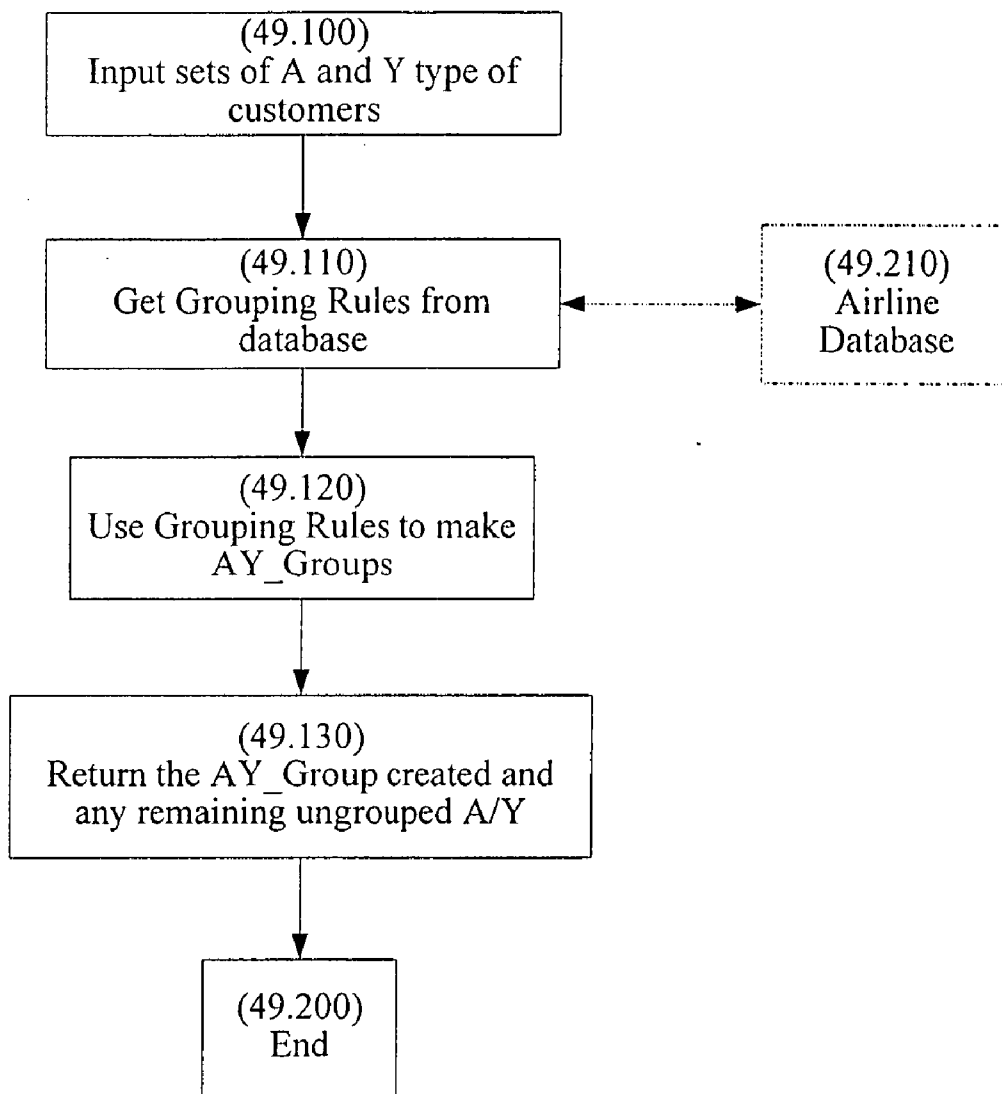 (49.100)
Input sets of A and Y type of
customers
(49.110)
Get Grouping Rules from
database
(49.210)
Airline
Database
(49.120)
Use Grouping Rules to make
AY_Groups
(49.130)
Return the AY_Group created and
any remaining ungrouped A/Y
(49.200)
End